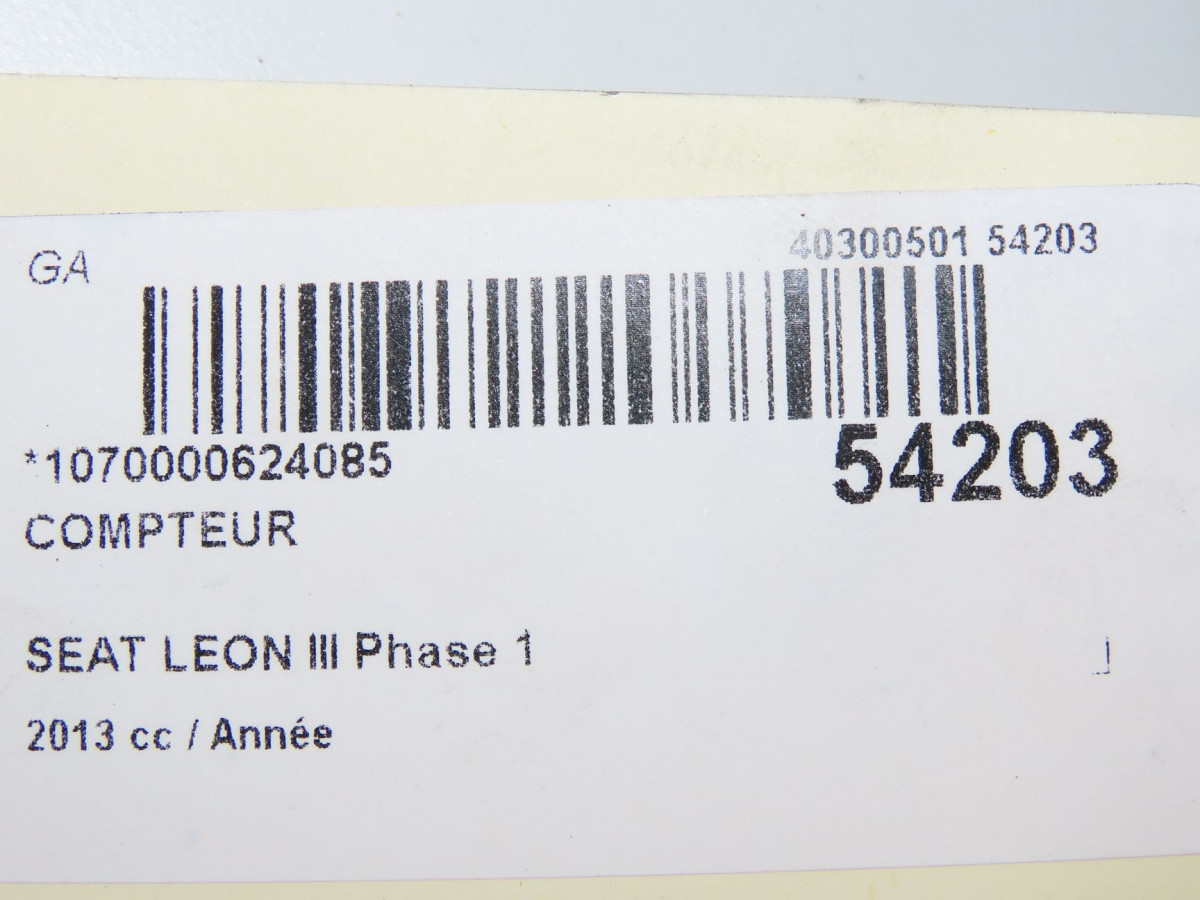 GA
40300501 54203
*1070000624085
54203
COMPTEUR
SEAT LEON III Phase 1
2013 cc / Année